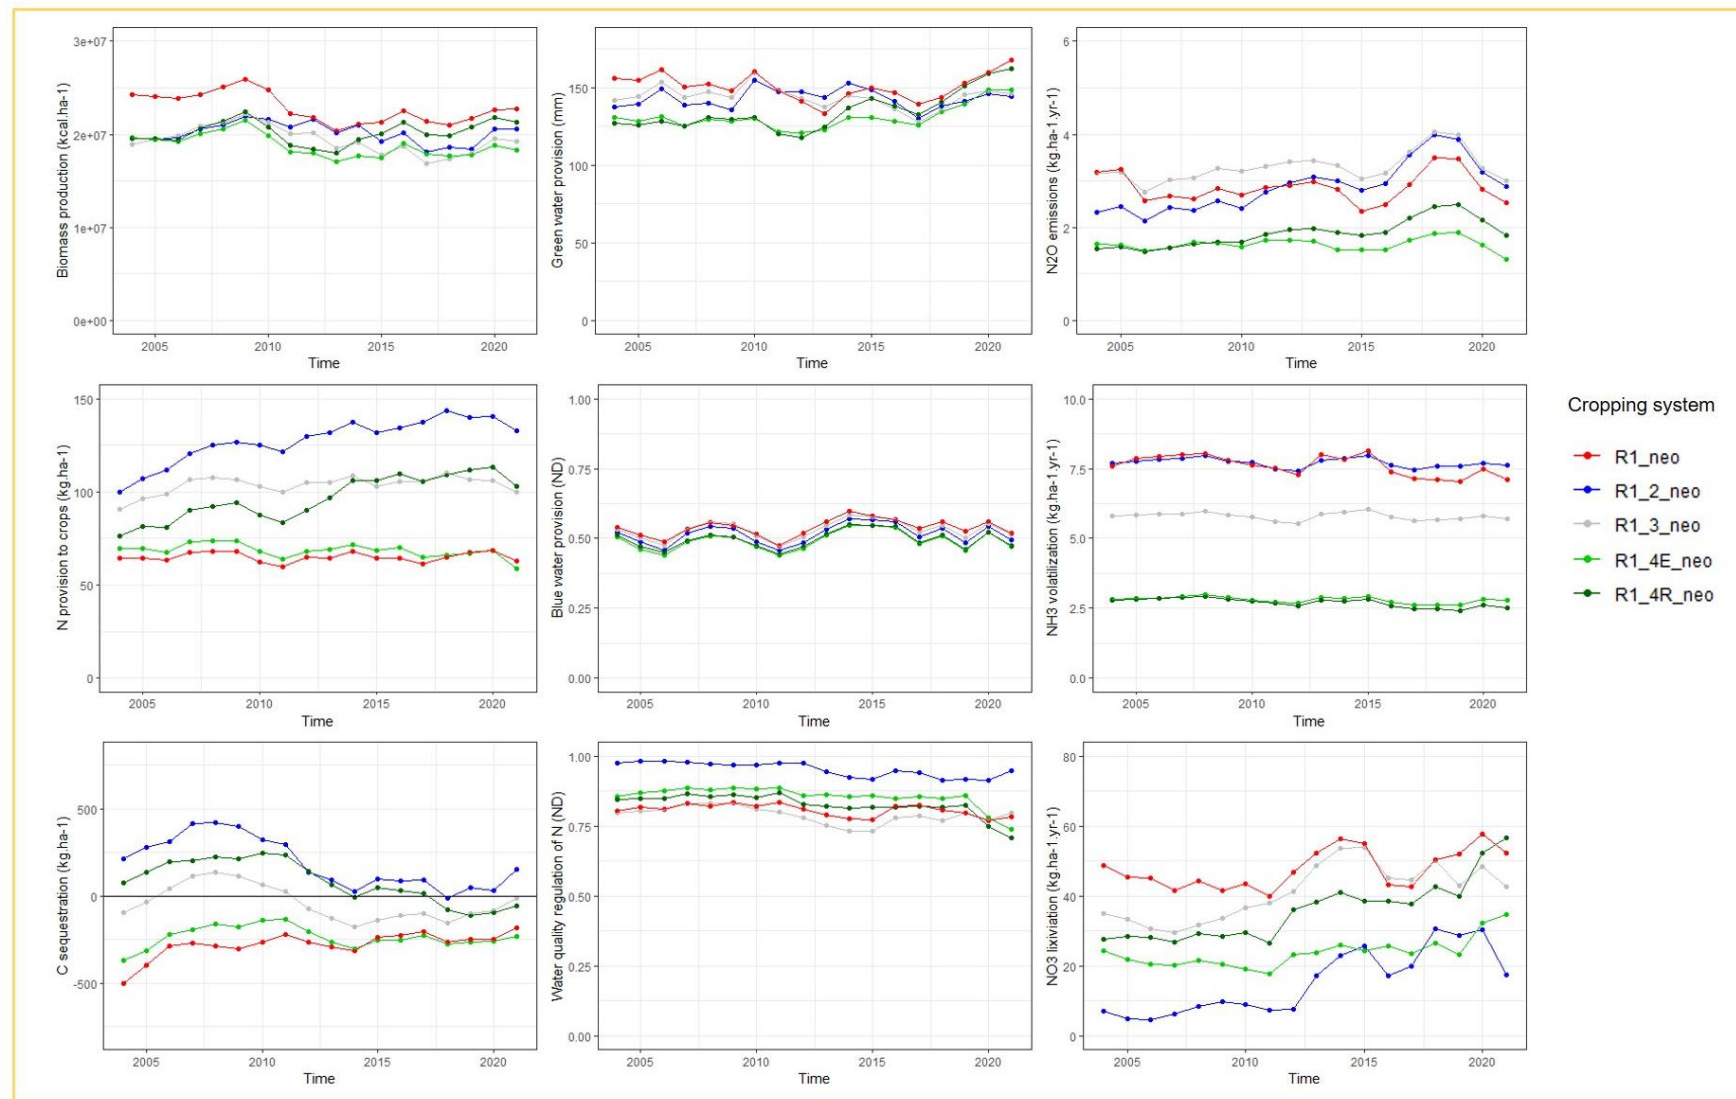 Biomass production (kcal.ha-1)
3e+07
2e+07
1e+07
0e+00
2005 2010 2015 2020
Time
Green water provision (mm)
150
100
50
0
2005 2010 2015 2020
Time
N2O emissions (kg.ha-1.yr-1)
6
4
2
0
2005 2010 2015 2020
Time
N provision to crops (kg.ha-1)
150
100
50
0
2005 2010 2015 2020
Time
Blue water provision (ND)
1.00
0.75
0.50
0.25
0.00
2005 2010 2015 2020
Time
NH3 volatilization (kg.ha-1.yr-1)
10.0
7.5
5.0
2.5
0.0
2005 2010 2015 2020
Time
C sequestration (kg.ha-1)
500
0
-500
2005 2010 2015 2020
Time
Water quality regulation of N (ND)
1.00
0.75
0.50
0.25
0.00
2005 2010 2015 2020
Time
NO3 lixiviation (kg.ha-1.yr-1)
80
60
40
20
0
2005 2010 2015 2020
Time
Cropping system
R1_neo
R1_2_neo
R1_3_neo
R1_4E_neo
R1_4R_neo